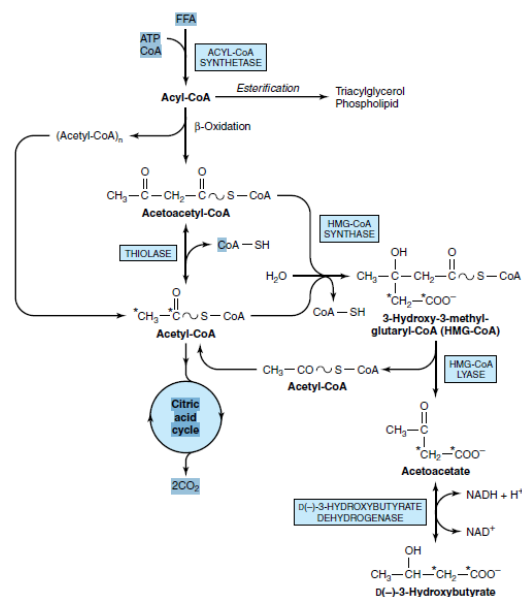 FFA
ATP
CoA
ACYL-CoA
SYNTHETASE
Acyl-CoA
Esterification
Triacylglycerol
Phospholipid
(Acetyl-CoA)n
β-Oxidation
O
O
CH3—C—CH2—C～S—CoA
Acetoacetyl-CoA
HMG-CoA
SYNTHASE
THIOLASE
CoA—SH
OH
O
H2O
CH3—C—CH2—C～S—CoA
*CH2—*COO−
CoA—SH
3-Hydroxy-3-methyl-
glutaryl-CoA (HMG-CoA)
O
*CH3—*C～S—CoA
Acetyl-CoA
CH3—CO～S—CoA
Acetyl-CoA
HMG-CoA
LYASE
Citric
acid
cycle
2CO2
O
CH3—C
*CH2—*COO−
Acetoacetate
D(−)-3-HYDROXYBUTYRATE
DEHYDROGENASE
NADH + H+
NAD+
OH
CH3—CH—*CH2—*COO−
D(−)-3-Hydroxybutyrate